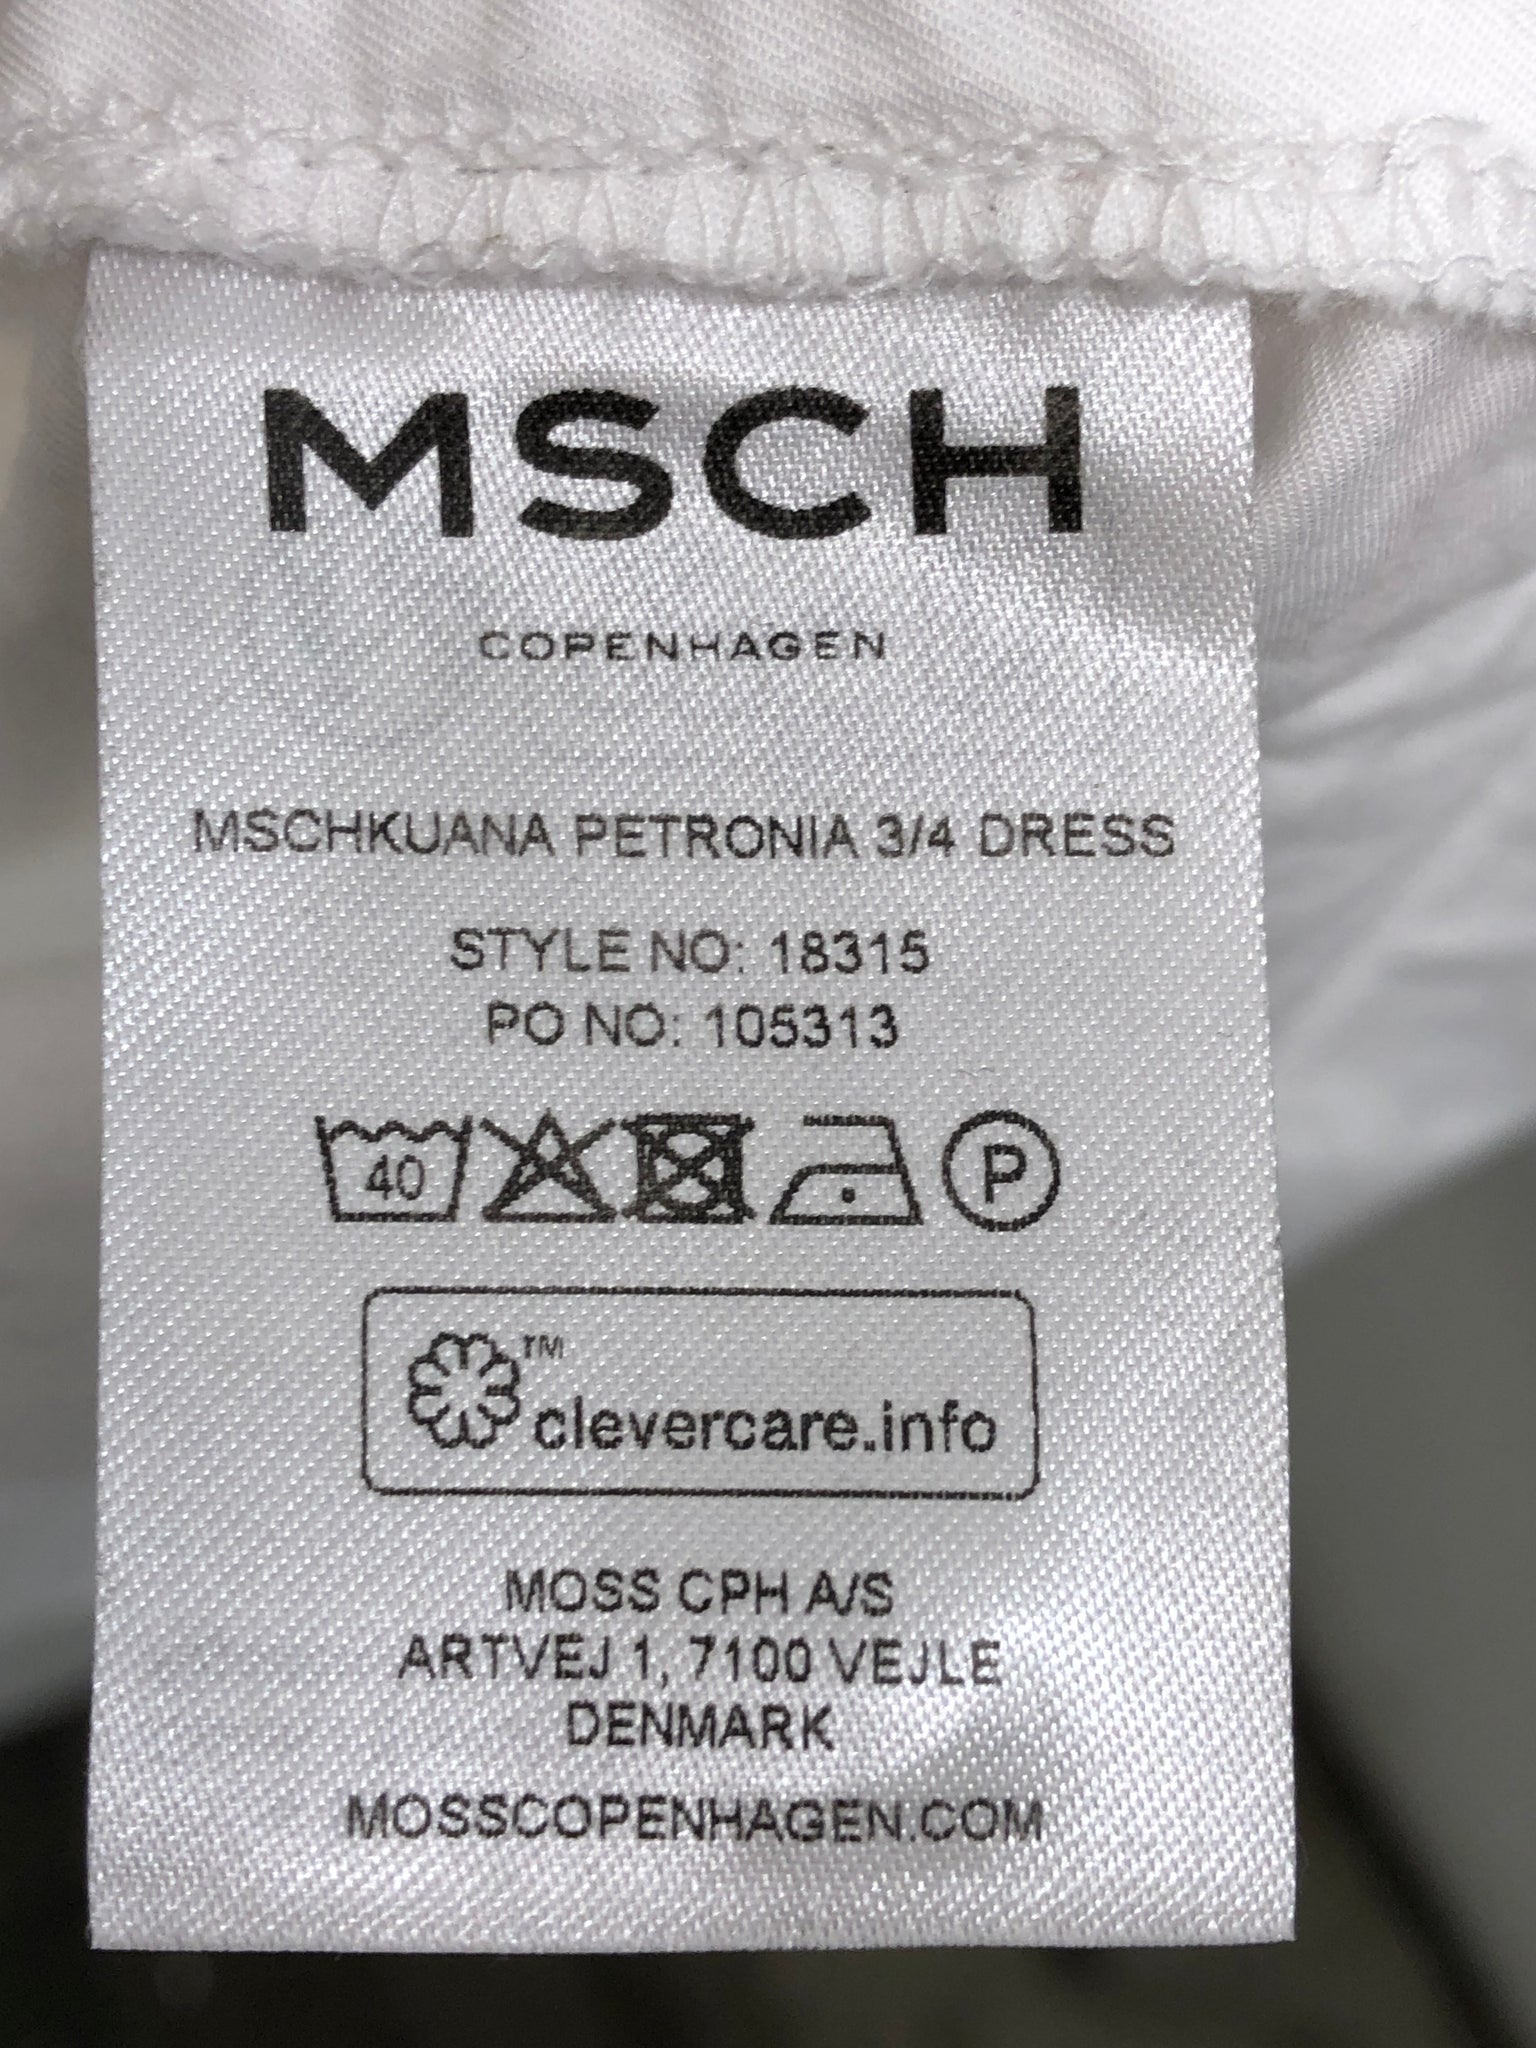 MSCH
COPENHAGEN
MSCHKUANA PETRONIA 3/4 DRESS
STYLE NO: 18315
PO NO: 105313
40 P
™
clevercare.info
MOSS CPH A/S
ARTVEJ 1, 7100 VEJLE
DENMARK
MOSSCOPENHAGEN.COM